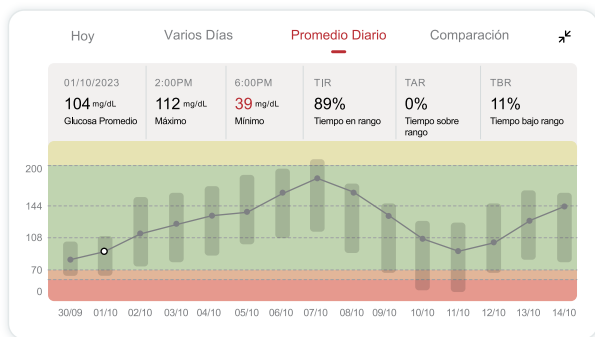 Hoy Varios Días Promedio Diario Comparación
01/10/2023 2:00PM 6:00PM TIR TAR TBR
104 mg/dL 112 mg/dL 39 mg/dL 89% 0% 11%
Glucosa Promedio Máximo Mínimo Tiempo en rango Tiempo sobre rango Tiempo bajo rango
200
144
108
70
0
30/09 01/10 02/10 03/10 04/10 05/10 06/10 07/10 08/10 09/10 10/10 11/10 12/10 13/10 14/10